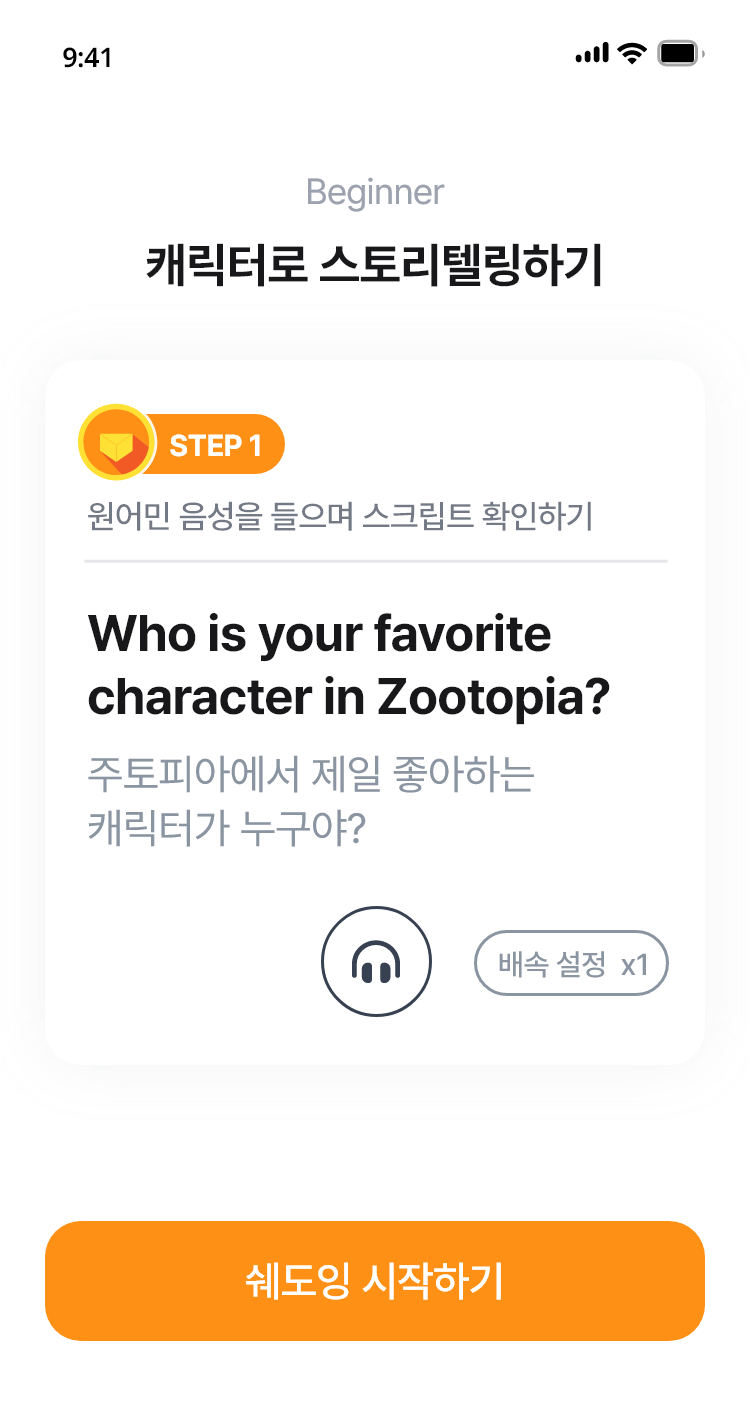 9:41
Beginner
캐릭터로 스토리텔링하기
STEP 1
원어민 음성을 들으며 스크립트 확인하기
Who is your favorite
character in Zootopia?
주토피아에서 제일 좋아하는
캐릭터가 누구야?
배속 설정 x1
쉐도잉 시작하기